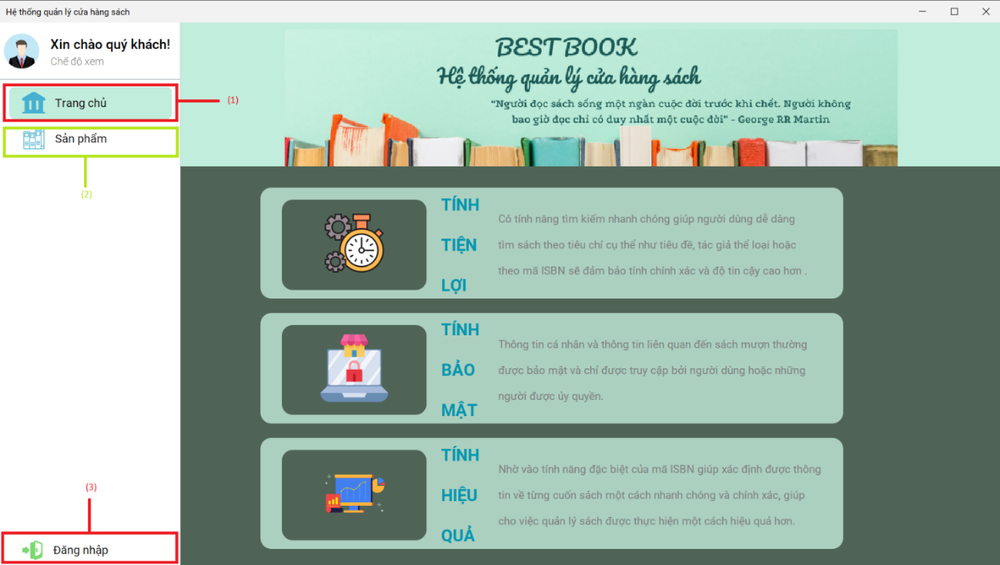 Hệ thống quản lý cửa hàng sách
Xin chào quý khách!
Chế độ xem
Trang chủ
(1)
Sản phẩm
(2)
(3)
Đăng nhập
BEST BOOK
Hệ thống quản lý cửa hàng sách
"Người đọc sách sống một ngàn cuộc đời trước khi chết. Người không
bao giờ đọc chỉ có duy nhất một cuộc đời" - George RR Martin
TÍNH
TIỆN
LỢI
Có tính năng tìm kiếm nhanh chóng giúp người dùng dễ dàng
tìm sách theo tiêu chí cụ thể như tiêu đề, tác giả thể loại hoặc
theo mã ISBN sẽ đảm bảo tính chính xác và độ tin cậy cao hơn .
TÍNH
BẢO
MẬT
Thông tin cá nhân và thông tin liên quan đến sách mượn thường
được bảo mật và chỉ được truy cập bởi người dùng hoặc những
người được ủy quyền.
TÍNH
HIỆU
QUẢ
Nhờ vào tính năng đặc biệt của mã ISBN giúp xác định được thông
tin về từng cuốn sách một cách nhanh chóng và chính xác, giúp
cho việc quản lý sách được thực hiện một cách hiệu quả hơn.